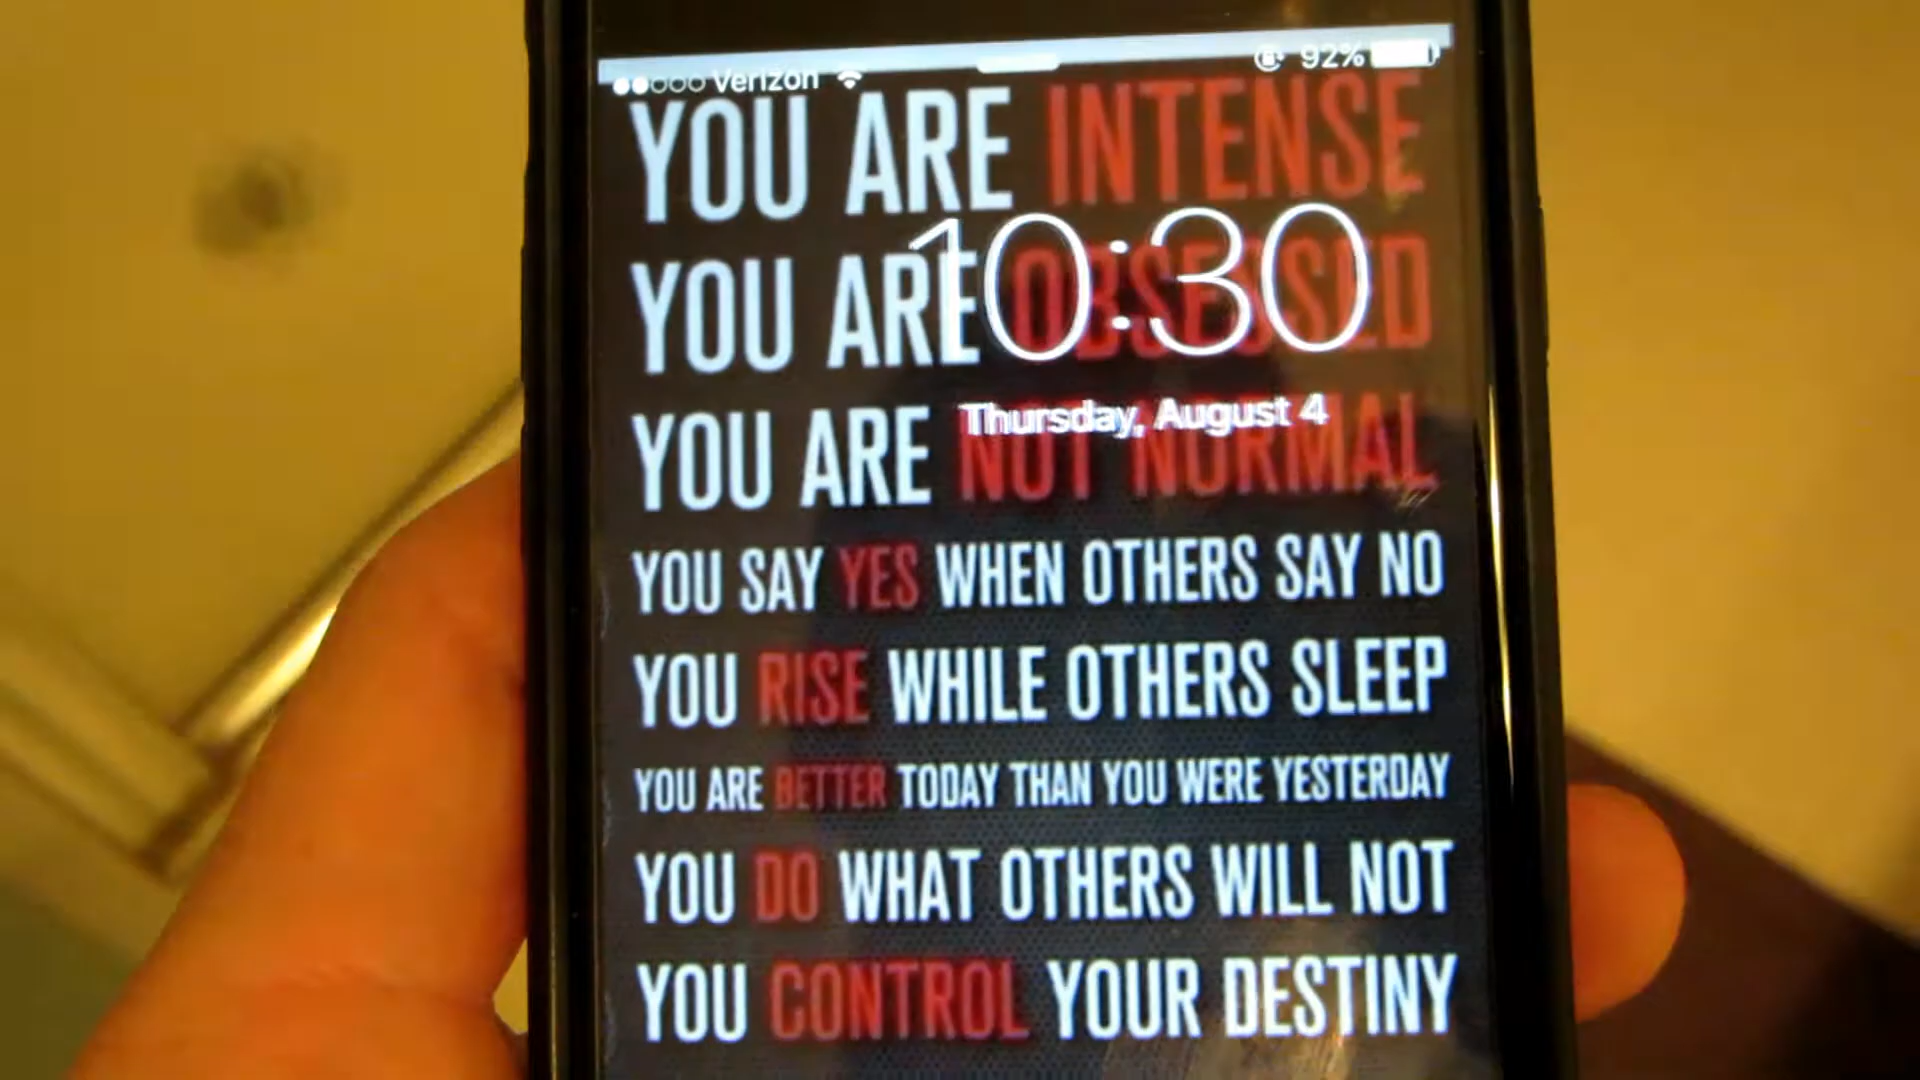 Verizon 92%
YOU ARE INTENSE
10:30
YOU ARE OBSESSED
Thursday, August 4
YOU ARE NOT NORMAL
YOU SAY YES WHEN OTHERS SAY NO
YOU RISE WHILE OTHERS SLEEP
YOU ARE BETTER TODAY THAN YOU WERE YESTERDAY
YOU DO WHAT OTHERS WILL NOT
YOU CONTROL YOUR DESTINY